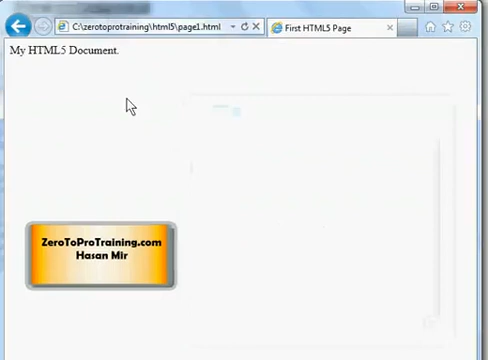 C:\zerotoprotraining\html5\page1.html
First HTML5 Page
My HTML5 Document.
ZeroToProTraining.com
Hasan Mir